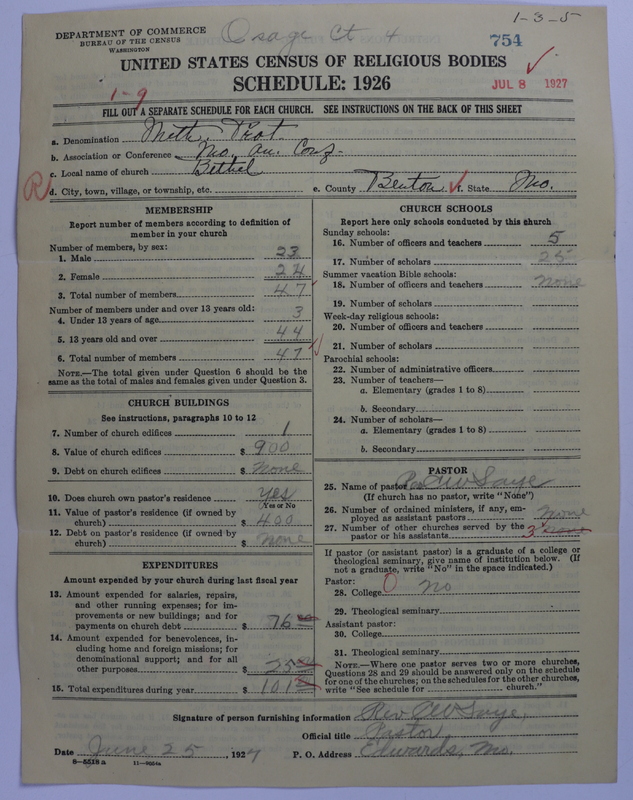 1-3-5
DEPARTMENT OF COMMERCE
BUREAU OF THE CENSUS
WASHINGTON
Osage Ct 4
754
UNITED STATES CENSUS OF RELIGIOUS BODIES
SCHEDULE: 1926
JUL 8 1927
1-9
FILL OUT A SEPARATE SCHEDULE FOR EACH CHURCH. SEE INSTRUCTIONS ON THE BACK OF THIS SHEET
a. Denomination Meth. Prot.
b. Association or Conference Mo. an. Conf.
c. Local name of church Bethel
R d. City, town, village, or township, etc. e. County Benton f. State Mo.
MEMBERSHIP
Report number of members according to definition of
member in your church
Number of members, by sex:
1. Male 23
2. Female 24
3. Total number of members 47
Number of members under and over 13 years old:
4. Under 13 years of age 3
5. 13 years old and over 44
6. Total number of members 47
NOTE.—The total given under Question 6 should be
same as the total of males and females given under Question 3.
CHURCH BUILDINGS
See instructions, paragraphs 10 to 12
7. Number of church edifices 1
8. Value of church edifices $ 900
9. Debt on church edifices $ None
10. Does church own pastor's residence Yes
(Yes or No)
11. Value of pastor's residence (if owned by
church) $ 400
12. Debt on pastor's residence (if owned by
church) $ None
EXPENDITURES
Amount expended by your church during last fiscal year
13. Amount expended for salaries, repairs,
and other running expenses; for im-
provements or new buildings; and for
payments on church debt $ 76 00
14. Amount expended for benevolences, in-
cluding home and foreign missions; for
denominational support; and for all
other purposes $ 25
15. Total expenditures during year $ 101
CHURCH SCHOOLS
Report here only schools conducted by this church
Sunday schools:
16. Number of officers and teachers 5
17. Number of scholars 25
Summer vacation Bible schools:
18. Number of officers and teachers None
19. Number of scholars
Week-day religious schools:
20. Number of officers and teachers
21. Number of scholars
Parochial schools:
22. Number of administrative officers
23. Number of teachers—
a. Elementary (grades 1 to 8)
b. Secondary
24. Number of scholars—
a. Elementary (grades 1 to 8)
b. Secondary
PASTOR
25. Name of pastor Rev CW Saye
(If church has no pastor, write "None")
26. Number of ordained ministers, if any, em-
ployed as assistant pastors None
27. Number of other churches served by the
pastor or his assistants 3 None
If pastor (or assistant pastor) is a graduate of a college or
theological seminary, give name of institution below. (If
not a graduate, write "No" in the space indicated.)
Pastor:
28. College 0 No
29. Theological seminary
Assistant pastor:
30. College
31. Theological seminary
NOTE.—Where one pastor serves two or more churches,
Questions 28 and 29 should be answered only on the schedule
for one of the churches; on the schedules for the other churches,
write "See schedule for church."
Signature of person furnishing information Rev CW Saye,
Official title Pastor,
Date June 25, 1927 P. O. Address Edwards, Mo.
8—5518 a 11—9054a